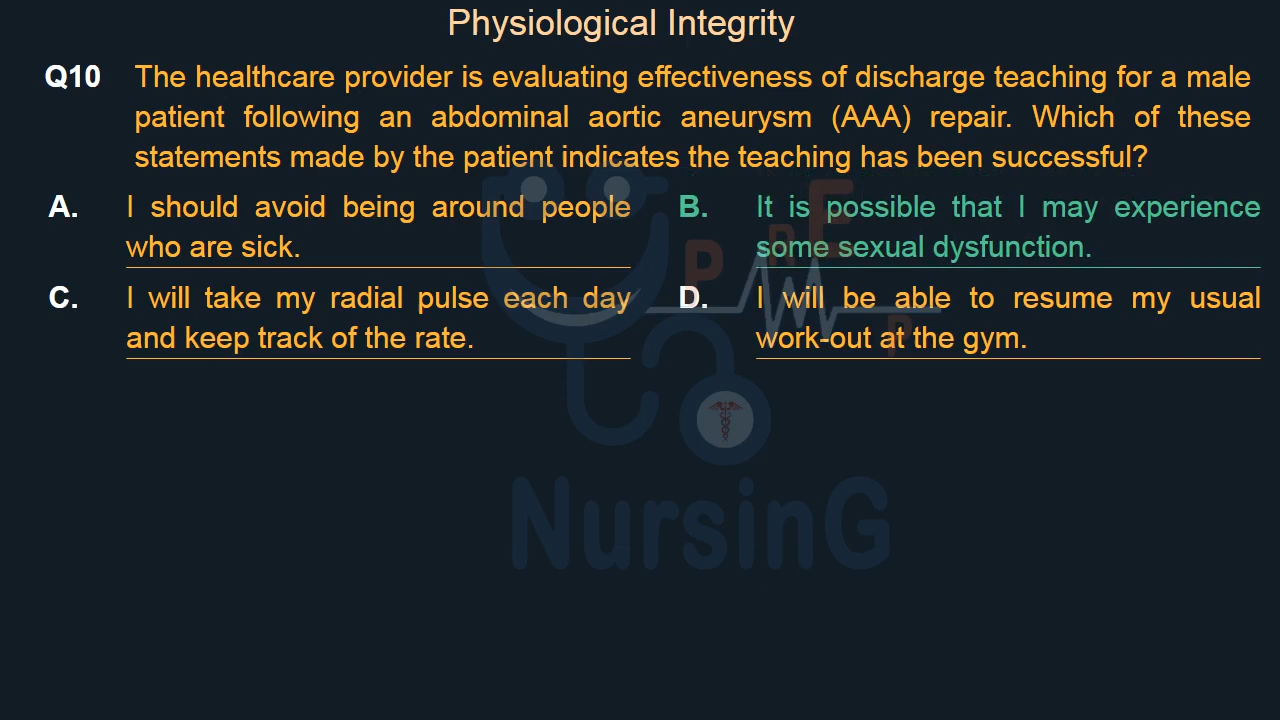 Physiological Integrity
Q10 The healthcare provider is evaluating effectiveness of discharge teaching for a male
patient following an abdominal aortic aneurysm (AAA) repair. Which of these
statements made by the patient indicates the teaching has been successful?
A. I should avoid being around people
who are sick.
B. It is possible that I may experience
some sexual dysfunction.
C. I will take my radial pulse each day
and keep track of the rate.
D. I will be able to resume my usual
work-out at the gym.
PREP
NursinG